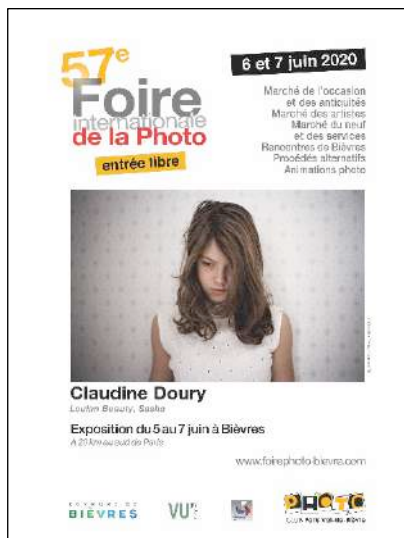 57e
Foire
internationale
de la Photo
entrée libre
6 et 7 juin 2020
Marché de l'occasion
et des antiquités
Marché des artistes
Marché du neuf
et des services
Rencontres de Bièvres
Procédés alternatifs
Animations photo
Claudine Doury
Loulan Beauty, Sasha
Exposition du 5 au 7 juin à Bièvres
A 20 km au sud de Paris
www.foirephoto-bievre.com
BIÈVRES
VU'
PHOTO